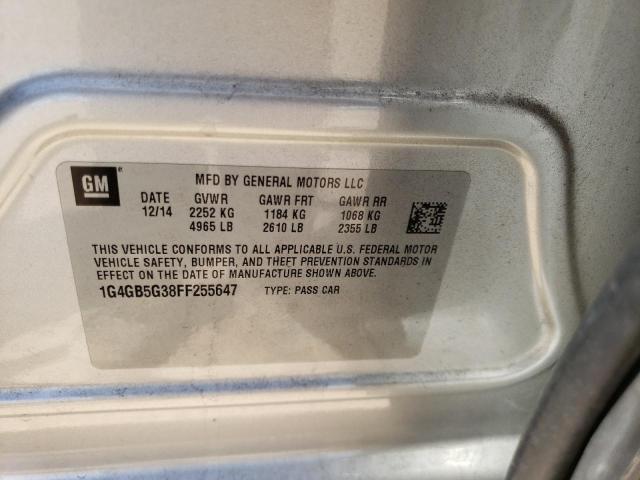 GM
MFD BY GENERAL MOTORS LLC
DATE GVWR GAWR FRT GAWR RR
12/14 2252 KG 1184 KG 1068 KG
4965 LB 2610 LB 2355 LB
THIS VEHICLE CONFORMS TO ALL APPLICABLE U.S. FEDERAL MOTOR
VEHICLE SAFETY, BUMPER, AND THEFT PREVENTION STANDARDS IN
EFFECT ON THE DATE OF MANUFACTURE SHOWN ABOVE.
1G4GB5G38FF255647 TYPE: PASS CAR